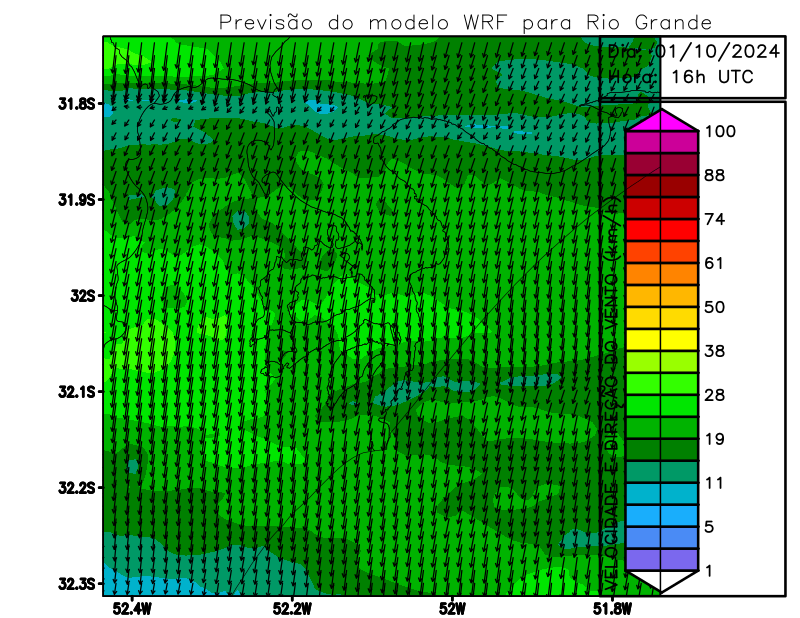 Previsão do modelo WRF para Rio Grande
Dia: 01/10/2024
Hora: 16h UTC
31.8S
31.9S
32S
32.1S
32.2S
32.3S
52.4W
52.2W
52W
51.8W
VELOCIDADE E DIREÇÃO DO VENTO (km/h)
100
88
74
61
50
38
28
19
11
5
1